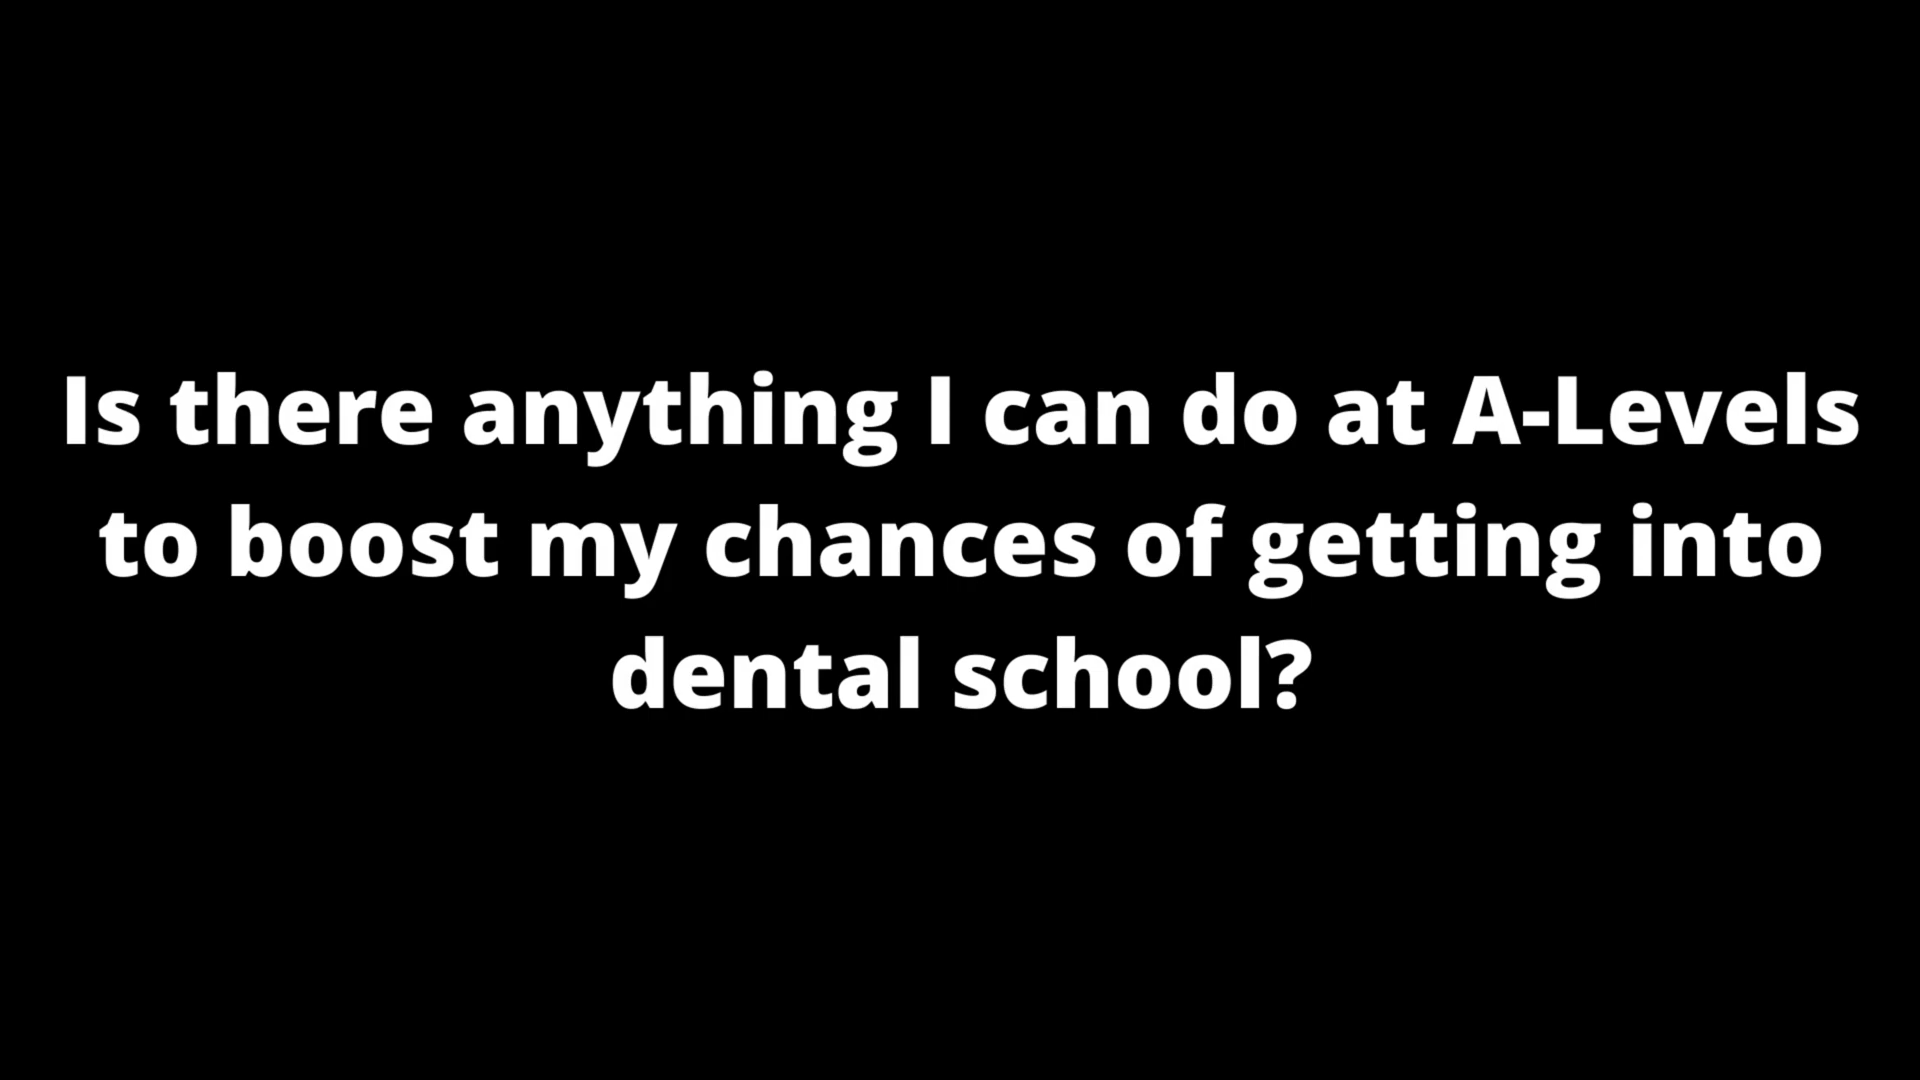 Is there anything I can do at A-Levels
to boost my chances of getting into
dental school?